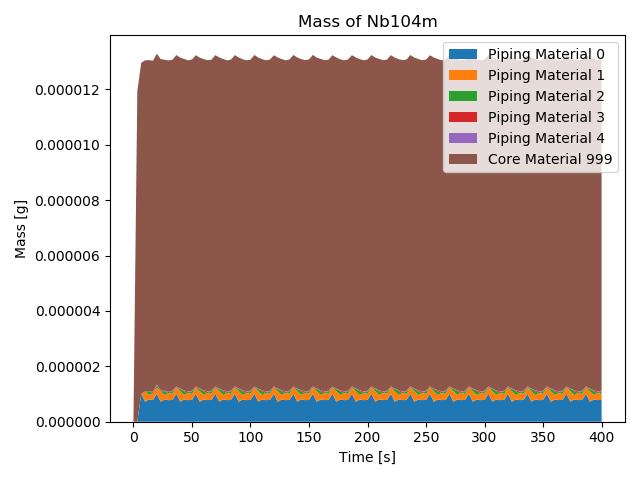 Mass of Nb104m
Piping Material 0
Piping Material 1
Piping Material 2
Piping Material 3
Piping Material 4
Core Material 999
Mass [g]
0.000012
0.000010
0.000008
0.000006
0.000004
0.000002
0.000000
0 50 100 150 200 250 300 350 400
Time [s]